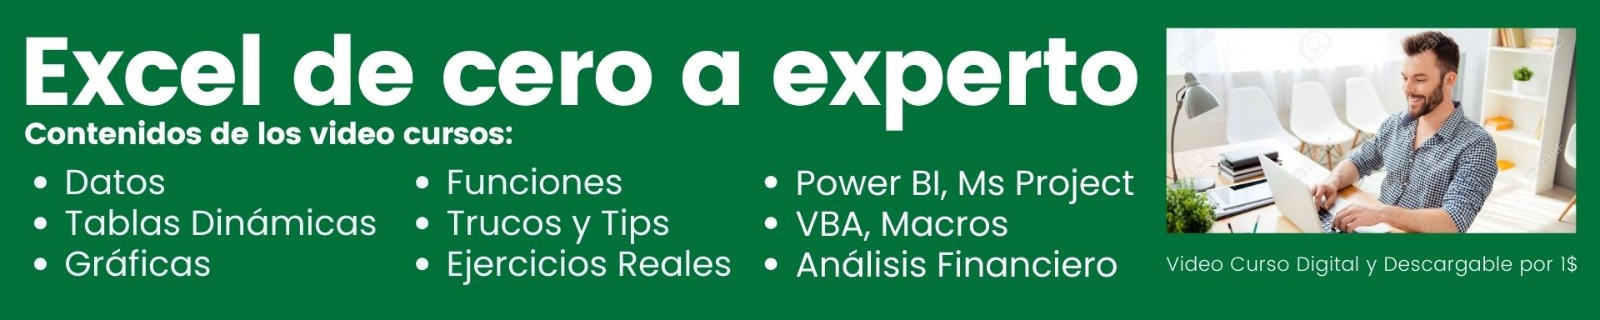 Excel de cero a experto
Contenidos de los video cursos:
• Datos
• Tablas Dinámicas
• Gráficas
• Funciones
• Trucos y Tips
• Ejercicios Reales
• Power BI, Ms Project
• VBA, Macros
• Análisis Financiero
Video Curso Digital y Descargable por 1$